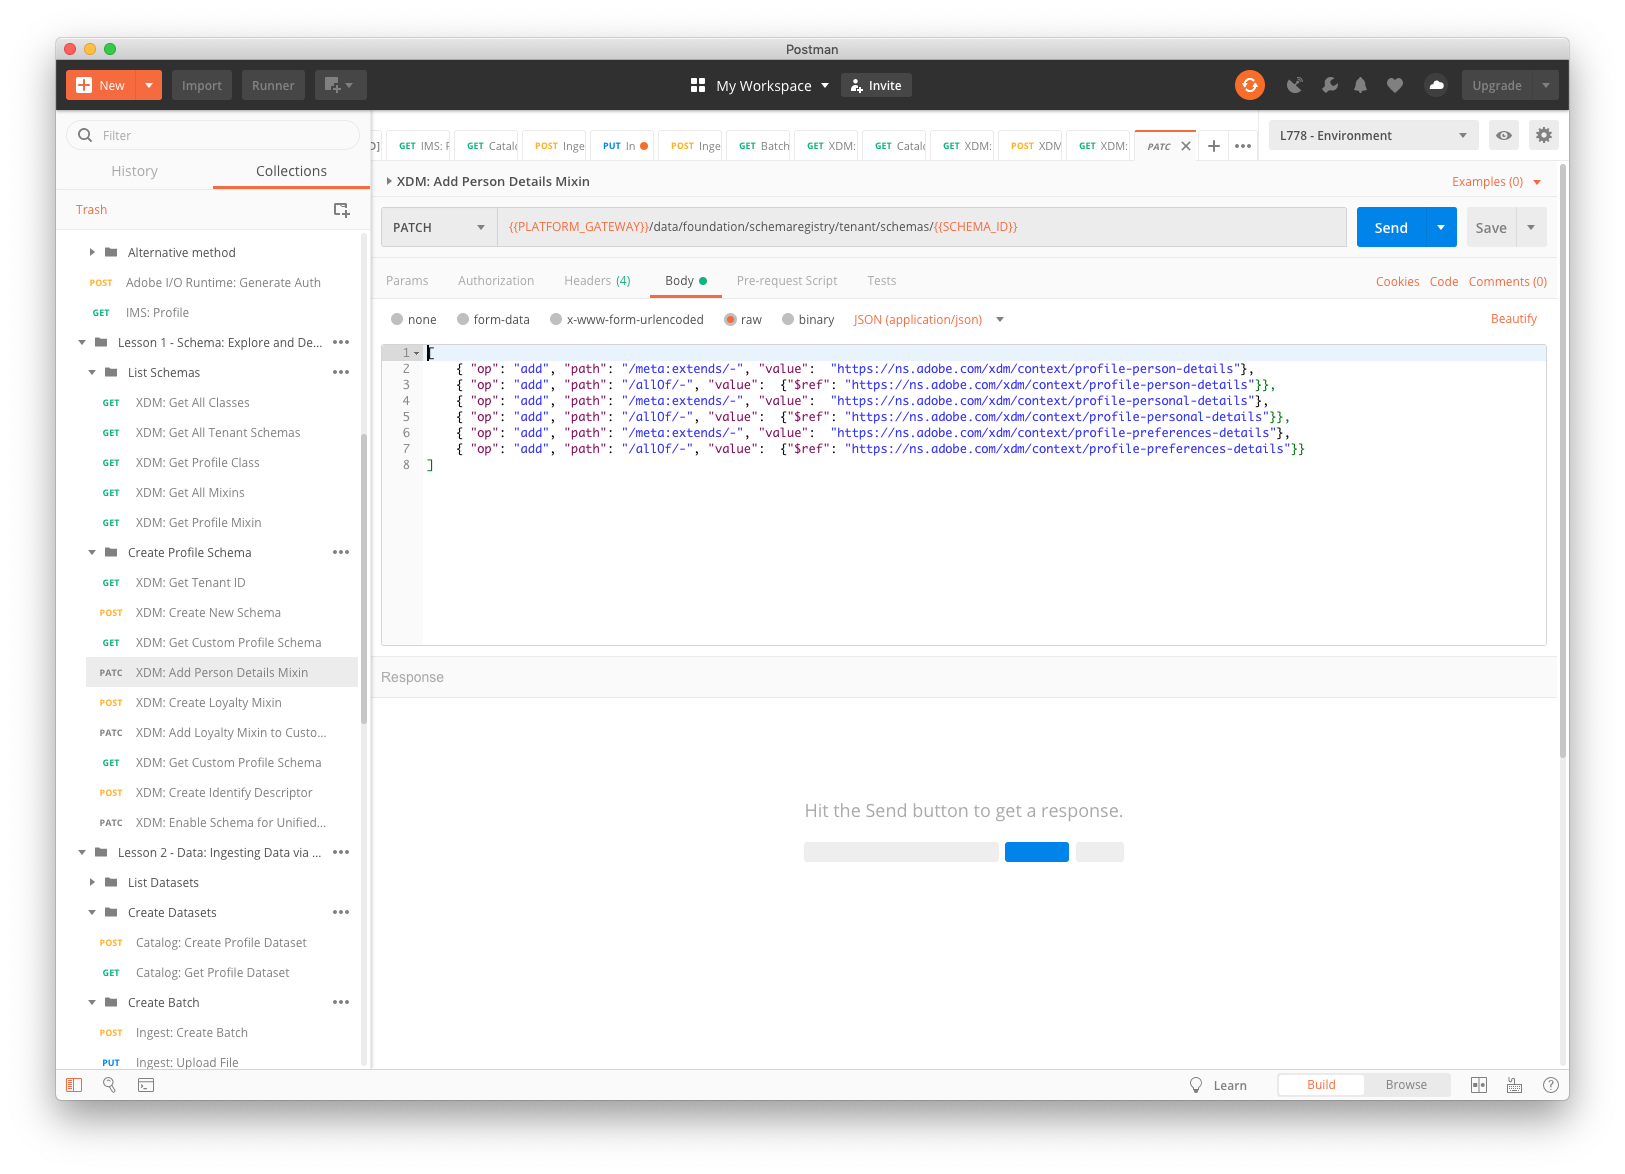 Postman
New
Import
Runner
My Workspace
Invite
Upgrade
Filter
History
Collections
Trash
Alternative method
POST Adobe I/O Runtime: Generate Auth
GET IMS: Profile
Lesson 1 - Schema: Explore and De...
List Schemas
GET XDM: Get All Classes
GET XDM: Get All Tenant Schemas
GET XDM: Get Profile Class
GET XDM: Get All Mixins
GET XDM: Get Profile Mixin
Create Profile Schema
GET XDM: Get Tenant ID
POST XDM: Create New Schema
GET XDM: Get Custom Profile Schema
PATC XDM: Add Person Details Mixin
POST XDM: Create Loyalty Mixin
PATC XDM: Add Loyalty Mixin to Custo...
GET XDM: Get Custom Profile Schema
POST XDM: Create Identify Descriptor
PATC XDM: Enable Schema for Unified...
Lesson 2 - Data: Ingesting Data via ...
List Datasets
Create Datasets
POST Catalog: Create Profile Dataset
GET Catalog: Get Profile Dataset
Create Batch
POST Ingest: Create Batch
PUT Ingest: Upload File
D] GET IMS: F GET Catalo POST Inge PUT In POST Inge GET Batch GET XDM: GET Catal GET XDM: POST XDM GET XDM: PATC
L778 - Environment
XDM: Add Person Details Mixin
Examples (0)
PATCH
{{PLATFORM_GATEWAY}}/data/foundation/schemaregistry/tenant/schemas/{{SCHEMA_ID}}
Send
Save
Params Authorization Headers (4) Body Pre-request Script Tests
Cookies Code Comments (0)
none form-data x-www-form-urlencoded raw binary JSON (application/json)
Beautify
1 [
2 { "op": "add", "path": "/meta:extends/-", "value":  "https://ns.adobe.com/xdm/context/profile-person-details"},
3 { "op": "add", "path": "/allOf/-", "value":  {"$ref": "https://ns.adobe.com/xdm/context/profile-person-details"}},
4 { "op": "add", "path": "/meta:extends/-", "value":  "https://ns.adobe.com/xdm/context/profile-personal-details"},
5 { "op": "add", "path": "/allOf/-", "value":  {"$ref": "https://ns.adobe.com/xdm/context/profile-personal-details"}},
6 { "op": "add", "path": "/meta:extends/-", "value":  "https://ns.adobe.com/xdm/context/profile-preferences-details"},
7 { "op": "add", "path": "/allOf/-", "value":  {"$ref": "https://ns.adobe.com/xdm/context/profile-preferences-details"}}
8 ]
Response
Hit the Send button to get a response.
Learn
Build
Browse